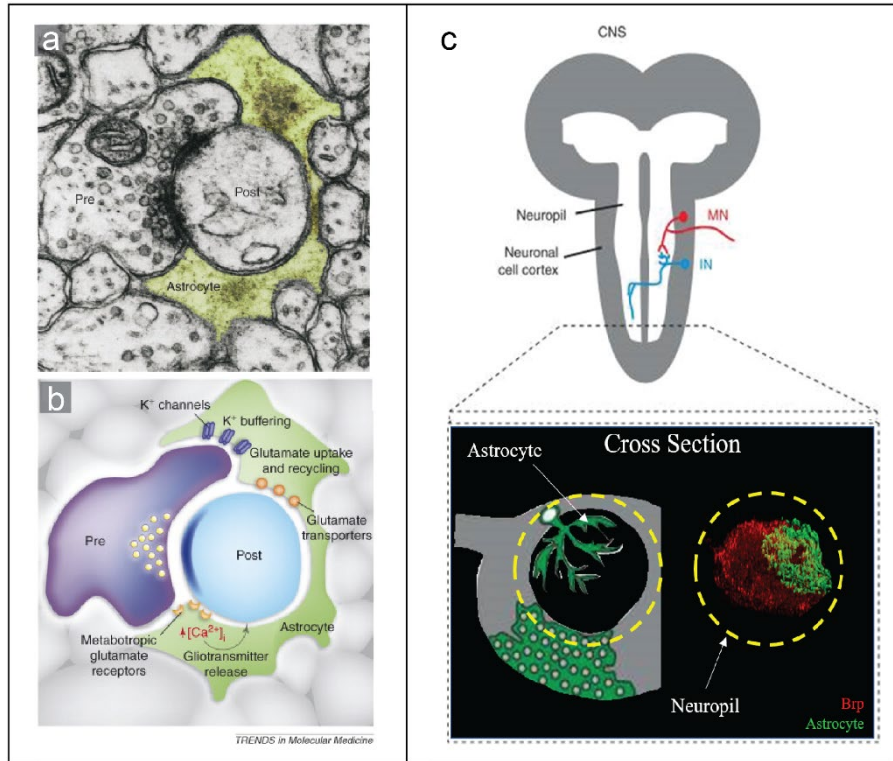 a
Pre
Post
Astrocyte
b
K⁺ channels
K⁺ buffering
Glutamate uptake
and recycling
Glutamate
transporters
Pre
Post
Astrocyte
[Ca²⁺]ᵢ
Metabotropic
glutamate
receptors
Gliotransmitter
release
TRENDS in Molecular Medicine
c
CNS
Neuropil
MN
Neuronal
cell cortex
IN
Cross Section
Astrocyte
Neuropil
Brp
Astrocyte